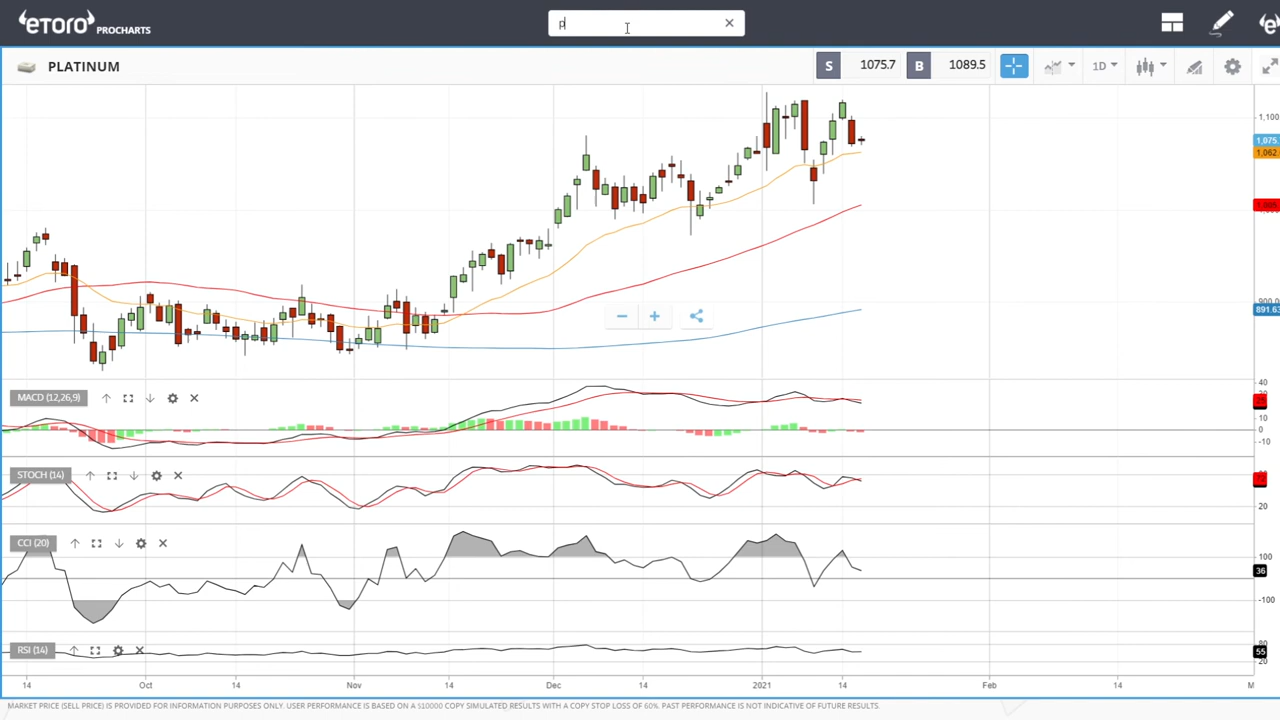 eTORO PROCHARTS
p
PLATINUM
S 1075.7 B 1089.5
1D
1,100
1,075
1,062
900.0
891.63
MACD (12,26,9)
40
10
0
-10
STOCH (14)
20
CCI (20)
100
36
-100
RSI (14)
80
55
20
14 Oct 14 Nov 14 Dec 14 2021 14 Feb 14 M
MARKET PRICE (SELL PRICE) IS PROVIDED FOR INFORMATION PURPOSES ONLY. USER PERFORMANCE IS BASED ON A $10000 COPY SIMULATED RESULTS WITH A COPY STOP LOSS OF 60%. PAST PERFORMANCE IS NOT INDICATIVE OF FUTURE RESULTS.